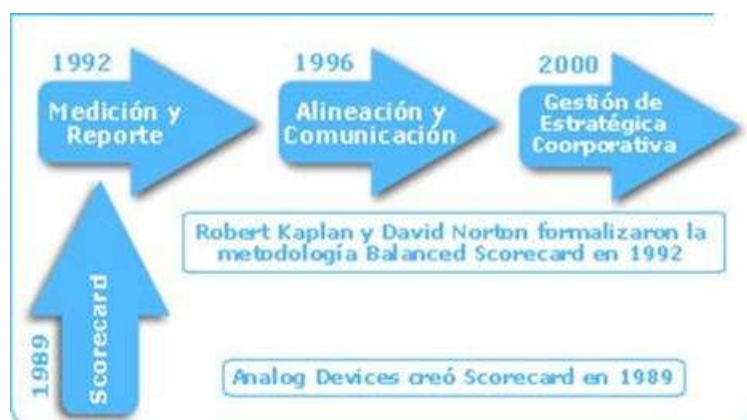 1992
Medición y
Reporte
1996
Alineación y
Comunicación
2000
Gestión de
Estratégica
Coorporativa
Robert Kaplan y David Norton formalizaron la
metodología Balanced Scorecard en 1992
1989
Scorecard
Analog Devices creó Scorecard en 1989